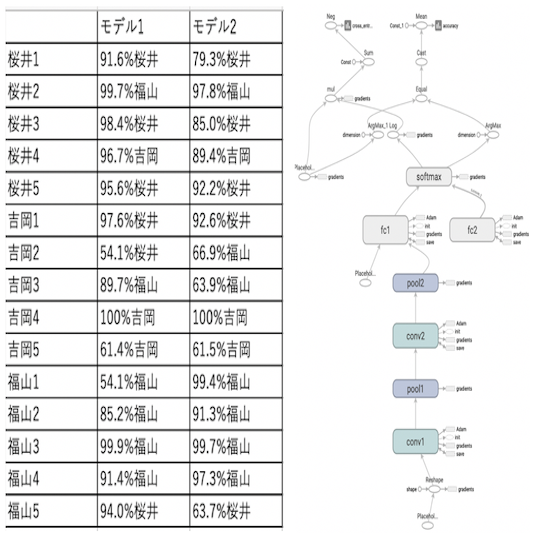 モデル1 モデル2
桜井1 91.6%桜井 79.3%桜井
桜井2 99.7%福山 97.8%福山
桜井3 98.4%桜井 85.0%桜井
桜井4 96.7%吉岡 89.4%吉岡
桜井5 95.6%桜井 92.2%桜井
吉岡1 97.6%桜井 92.6%桜井
吉岡2 54.1%桜井 66.9%福山
吉岡3 89.7%福山 63.9%福山
吉岡4 100%吉岡 100%吉岡
吉岡5 61.4%吉岡 61.5%吉岡
福山1 54.1%福山 99.4%福山
福山2 85.2%福山 91.3%福山
福山3 99.9%福山 99.7%福山
福山4 91.4%福山 97.3%福山
福山5 94.0%桜井 63.7%桜井
Neg Mean
cross_entr... Const_1 accuracy
Sum Cast
Const
mul gradients Equal
ArgMax_1 Log ArgMax
dimension gradients dimension
Placehol... gradients
softmax gradients
fc1 Adam init gradients save
fc2 Adam init gradients save
Placehol...
pool2 gradients
conv2 Adam init gradients save
pool1 gradients
conv1 Adam init gradients save
Reshape
shape gradients
Placehol...